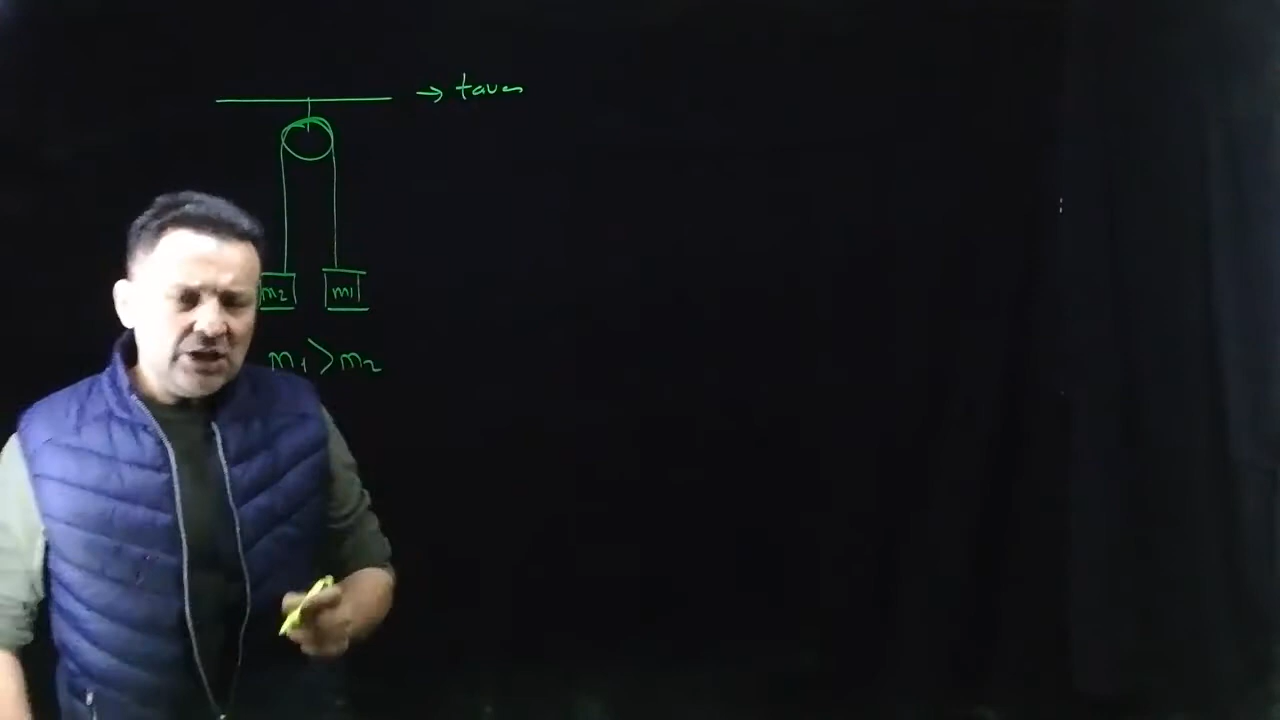 → tavan
m2 m1
m1 > m2